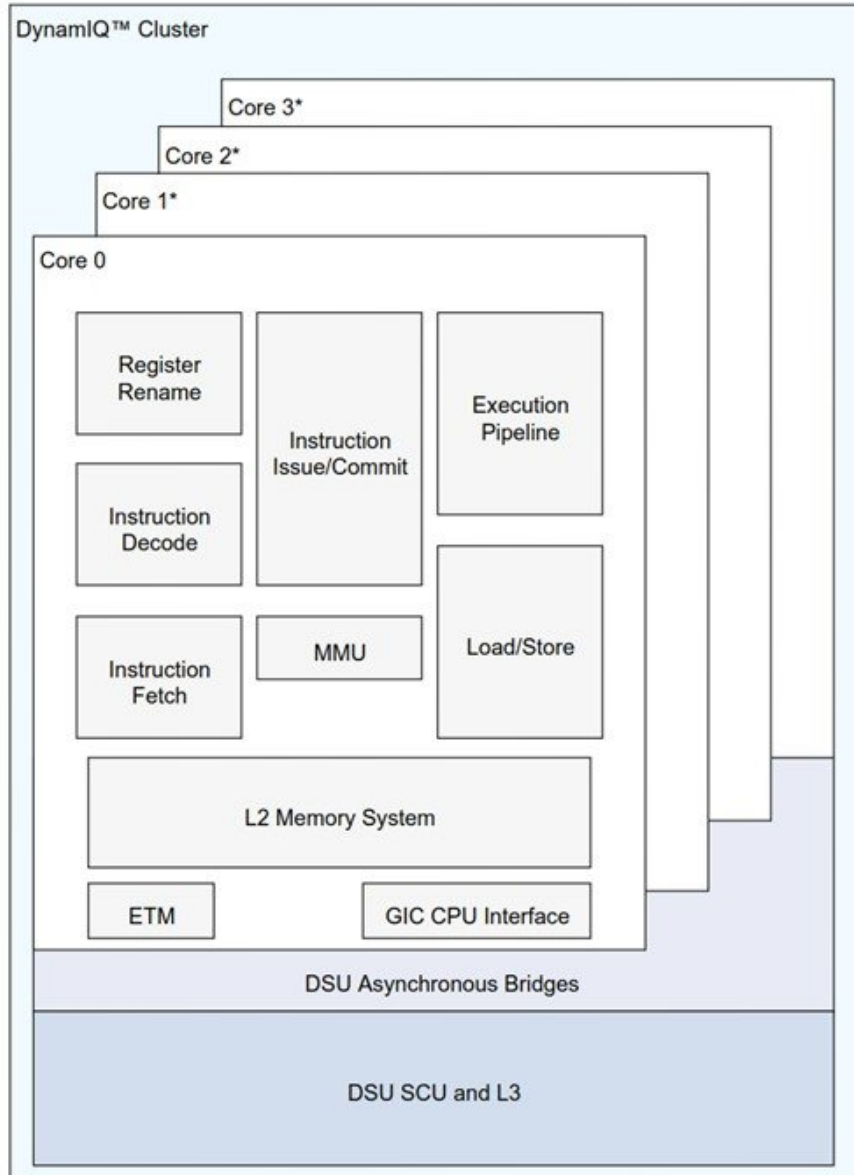 DynamIQ™ Cluster
Core 3*
Core 2*
Core 1*
Core 0
Register
Rename
Instruction
Issue/Commit
Execution
Pipeline
Instruction
Decode
Instruction
Fetch
MMU
Load/Store
L2 Memory System
ETM
GIC CPU Interface
DSU Asynchronous Bridges
DSU SCU and L3